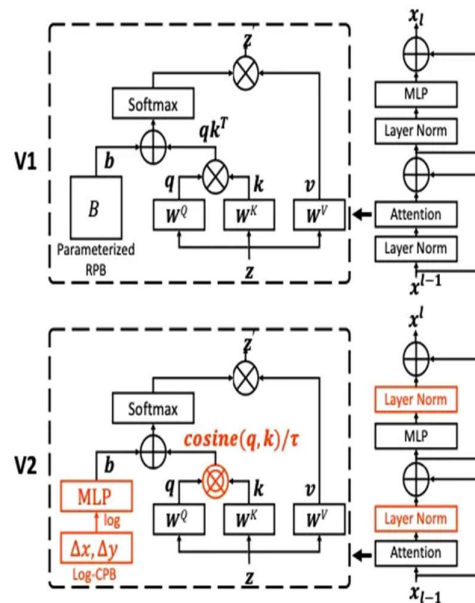 x_l
z
MLP
Softmax
qk^T
Layer Norm
V1
b
q
k
v
B
W^Q
W^K
W^V
Attention
Parameterized
RPB
Layer Norm
z
x^{l-1}
x^l
z
Layer Norm
Softmax
cosine(q, k)/τ
MLP
V2
b
MLP
q
k
v
log
W^Q
W^K
W^V
Layer Norm
Δx, Δy
Log-CPB
Attention
z
x_{l-1}